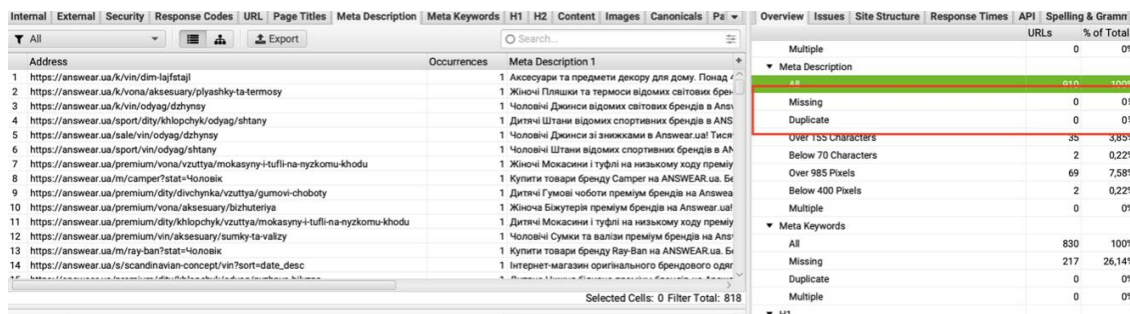 Internal External Security Response Codes URL Page Titles Meta Description Meta Keywords H1 H2 Content Images Canonicals
All Export Search...
Address Occurrences Meta Description 1
1 https://answear.ua/k/vin/dim-lajfstajl 1 Аксесуари та предмети декору для дому. Понад
2 https://answear.ua/k/vona/aksesuary/plyashky-ta-termosy 1 Жіночі Пляшки та термоси відомих світових
3 https://answear.ua/k/vin/odyag/dzhynsy 1 Чоловічі Джинси відомих світових брендів в
4 https://answear.ua/sport/dity/khlopchyk/odyag/shtany 1 Дитячі Штани відомих спортивних брендів в ANS
5 https://answear.ua/sale/vin/odyag/dzhynsy 1 Чоловічі Джинси зі знижками в Answear.ua!
6 https://answear.ua/sport/vin/odyag/shtany 1 Чоловічі Штани відомих спортивних брендів в
7 https://answear.ua/premium/vona/vzuttya/mokasyny-i-tufli-na-nyzkomu-khodu 1 Жіночі Мокасини і туфлі на низькому ходу
8 https://answear.ua/m/camper?stat=Чоловік 1 Купити товари бренду Camper на ANSWEAR.ua.
9 https://answear.ua/premium/dity/divchynka/vzuttya/gumovi-choboty 1 Дитячі Гумові чоботи преміум брендів на Answea
10 https://answear.ua/premium/vona/aksesuary/bizhuteriya 1 Жіноча Біжутерія преміум брендів на Answear.ua!
11 https://answear.ua/premium/dity/khlopchyk/vzuttya/mokasyny-i-tufli-na-nyzkomu-khodu 1 Дитячі Мокасини і туфлі на низькому ходу
12 https://answear.ua/premium/vin/aksesuary/sumky-ta-valizy 1 Чоловічі Сумки та валізи преміум брендів на
13 https://answear.ua/m/ray-ban?stat=Чоловік 1 Купити товари бренду Ray-Ban на ANSWEAR.ua.
14 https://answear.ua/s/scandinavian-concept/vin?sort=date_desc 1 Інтернет-магазин оригінального брендового
Selected Cells: 0 Filter Total: 818
Overview Issues Site Structure Response Times API Spelling & Gramm
URLs % of Total
Multiple 0
Meta Description
All 910
Missing 0
Duplicate 0
Over 155 Characters 35 3,85
Below 70 Characters 2 0,22
Over 985 Pixels 69 7,58
Below 400 Pixels 2 0,22
Multiple 0
Meta Keywords
All 830 100
Missing 217 26,14
Duplicate 0
Multiple 0
H1